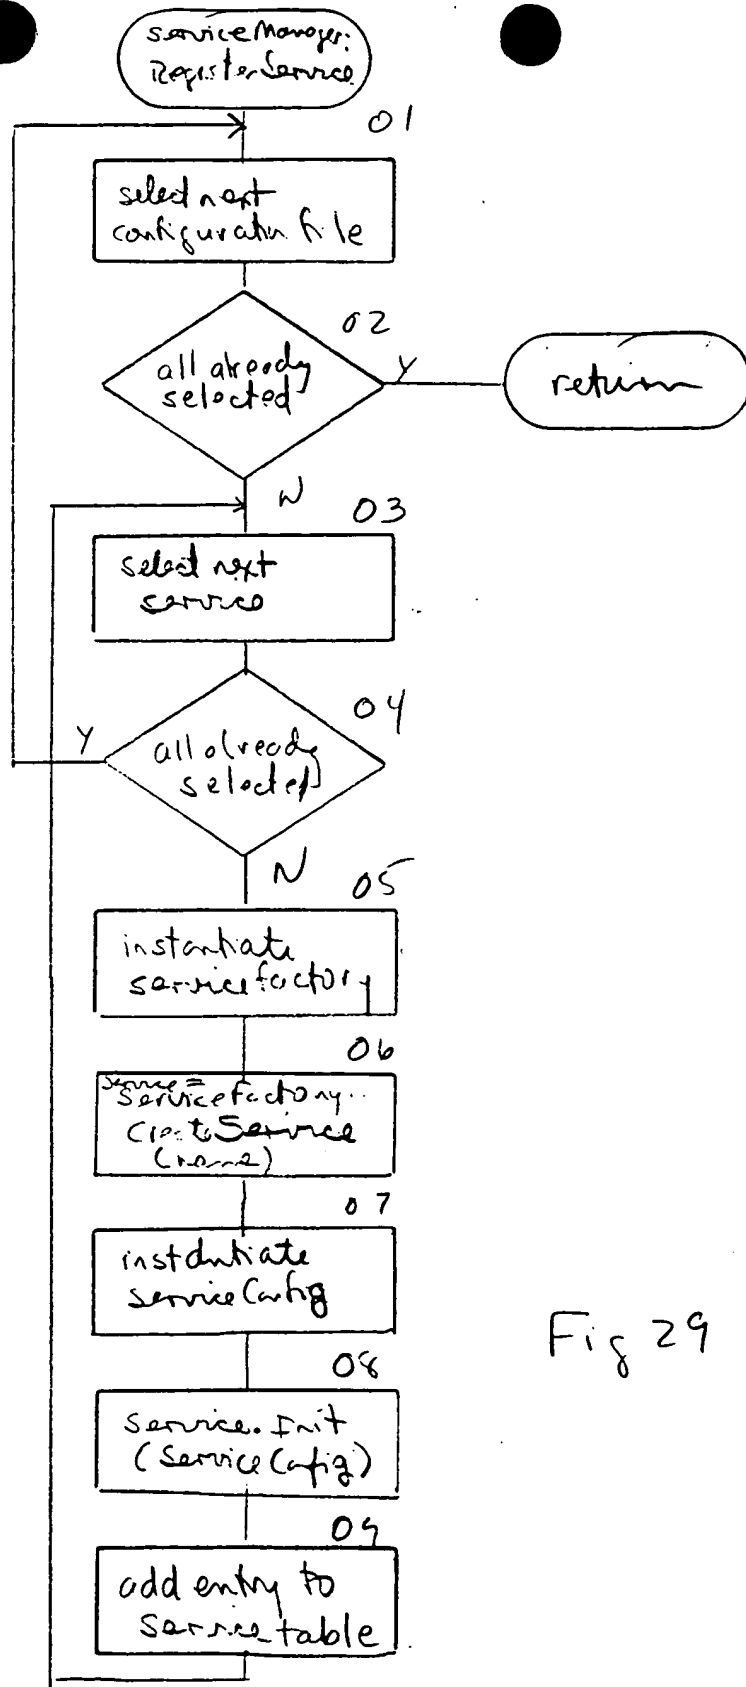 serviceManager:
RegisterService
01
select next
configuration file
02
all already
selected
Y
return
N
03
select next
service
04
all already
selected
Y
N
05
instantiate
servicefactory
06
service =
Servicefactory.
CreateService
(name)
07
instantiate
serviceConfig
Fig 29
08
service.Init
(ServiceConfig)
09
add entry to
Service table